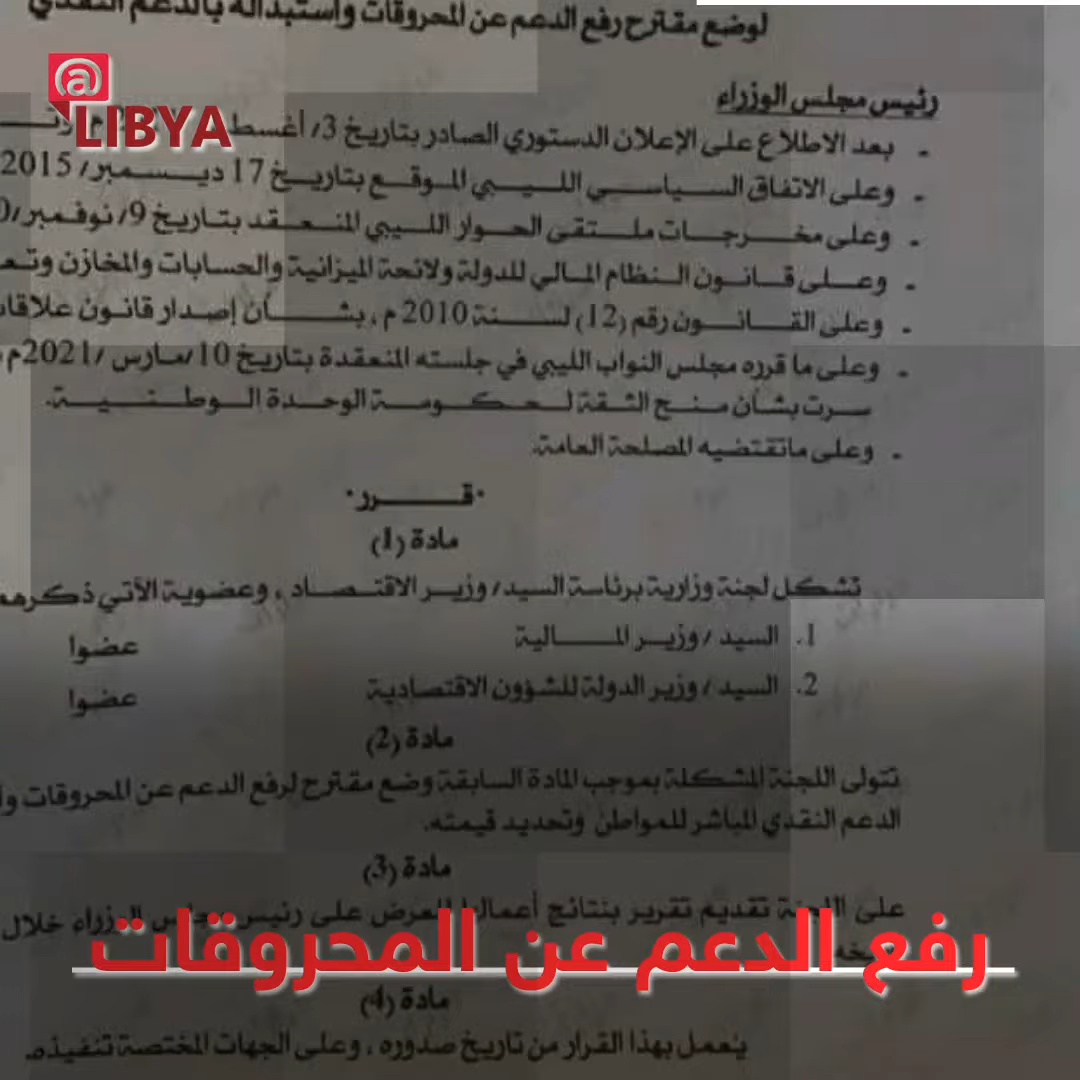 لوضع مقترح رفع الدعم عن المحروقات واستبداله بالدعم النقدي
@LIBYA
رئيس مجلس الوزراء
- بعد الاطلاع على الإعلان الدستوري الصادر بتاريخ 3/ أغسط
- وعلى الاتفاق السياسي الليبي الموقع بتاريخ 17 ديسمبر/ 2015
- وعلى مخرجات ملتقى الحوار الليبي المنعقد بتاريخ 9/ نوفمبر/
- وعلى قانون النظام المالي للدولة ولائحة الميزانية والحسابات والمخازن وتع
- وعلى القانون رقم (12) لسنة 2010 م، بشأن إصدار قانون علاقات
- وعلى ما قرره مجلس النواب الليبي في جلسته المنعقدة بتاريخ 10/مارس /2021م
سرت بشأن منح الثقة لحكومة الوحدة الوطنية.
- وعلى ماتقتضيه المصلحة العامة.
·قرر·
مادة (1)
تشكل لجنة وزارية برئاسة السيد/ وزير الاقتصاد ، وعضوية الآتي ذكرهم
1. السيد /وزير المالية عضوا
2. السيد / وزير الدولة للشؤون الاقتصادية عضوا
مادة (2)
تتولى اللجنة المشكلة بموجب المادة السابقة وضع مقترح لرفع الدعم عن المحروقات وا
الدعم النقدي المباشر للمواطن وتحديد قيمته.
مادة (3)
على اللجنة تقديم تقرير بنتائج أعمالها للعرض على رئيس مجلس الوزراء خلال
رفع الدعم عن المحروقات
مادة (4)
يعمل بهذا القرار من تاريخ صدوره ، وعلى الجهات المختصة تنفيذه.